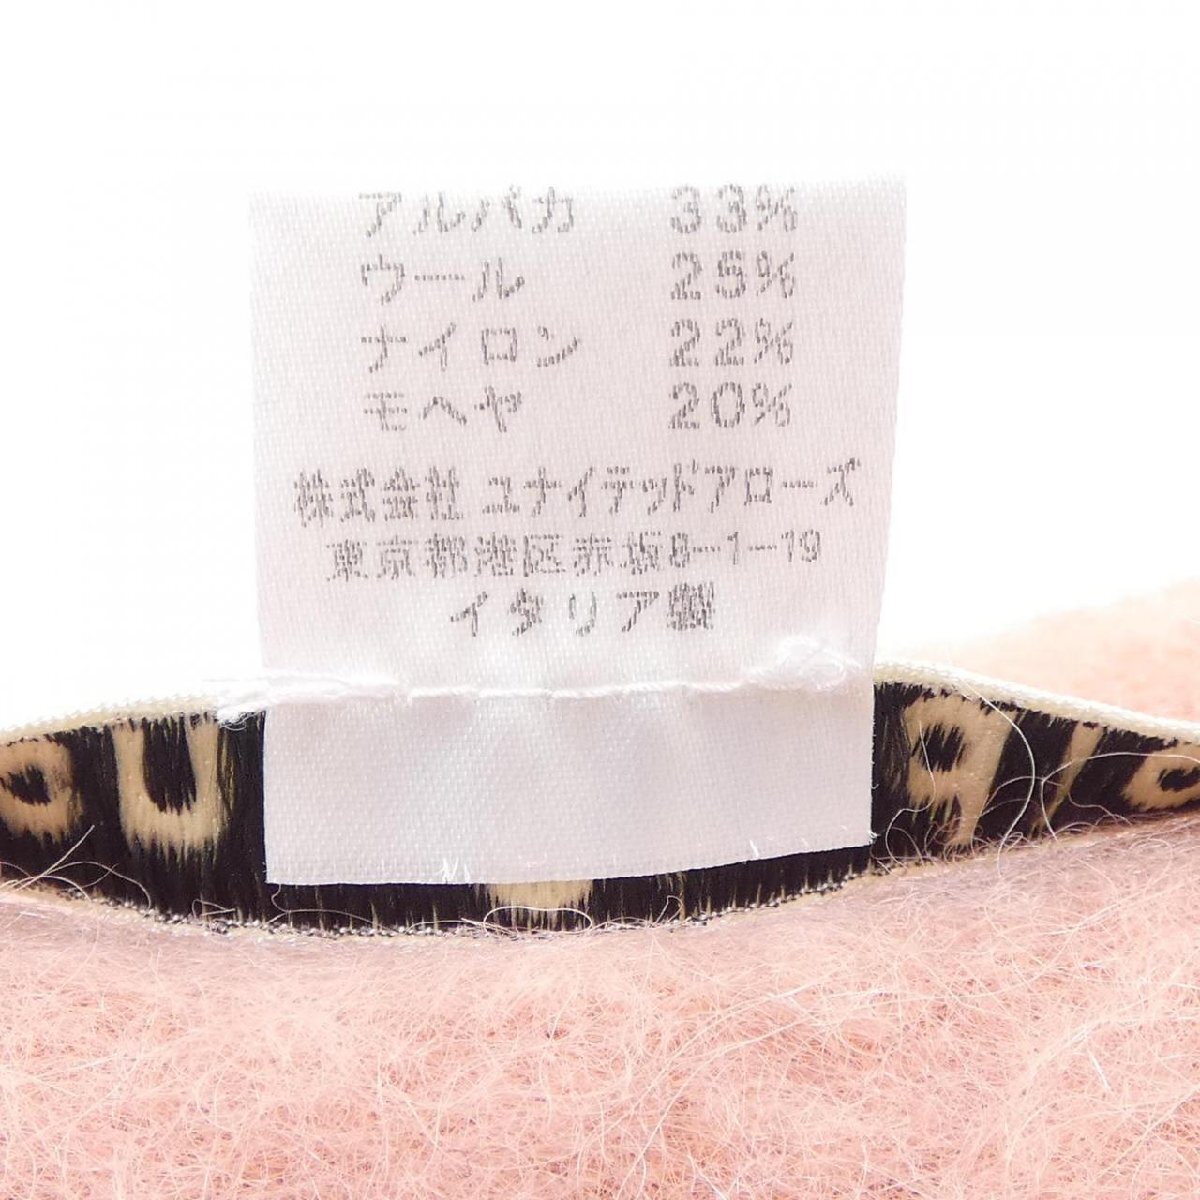 アルパカ 33%
ウール 25%
ナイロン 22%
モヘヤ 20%
株式会社 ユナイテッドアローズ
東京都港区赤坂8-1-19
イタリア製